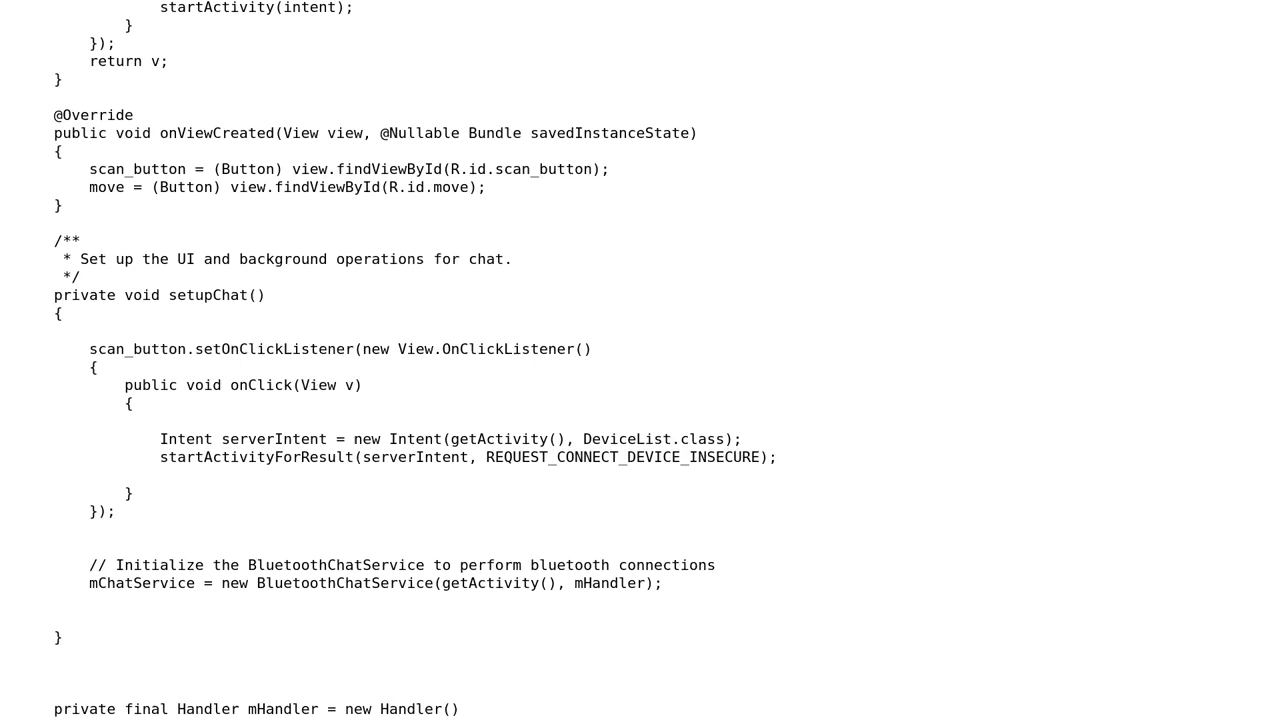 startActivity(intent);
        }
    });
    return v;
}

@Override
public void onViewCreated(View view, @Nullable Bundle savedInstanceState)
{
    scan_button = (Button) view.findViewById(R.id.scan_button);
    move = (Button) view.findViewById(R.id.move);
}

/**
 * Set up the UI and background operations for chat.
 */
private void setupChat()
{

    scan_button.setOnClickListener(new View.OnClickListener()
    {
        public void onClick(View v)
        {

            Intent serverIntent = new Intent(getActivity(), DeviceList.class);
            startActivityForResult(serverIntent, REQUEST_CONNECT_DEVICE_INSECURE);

        }
    });


    // Initialize the BluetoothChatService to perform bluetooth connections
    mChatService = new BluetoothChatService(getActivity(), mHandler);


}



private final Handler mHandler = new Handler()